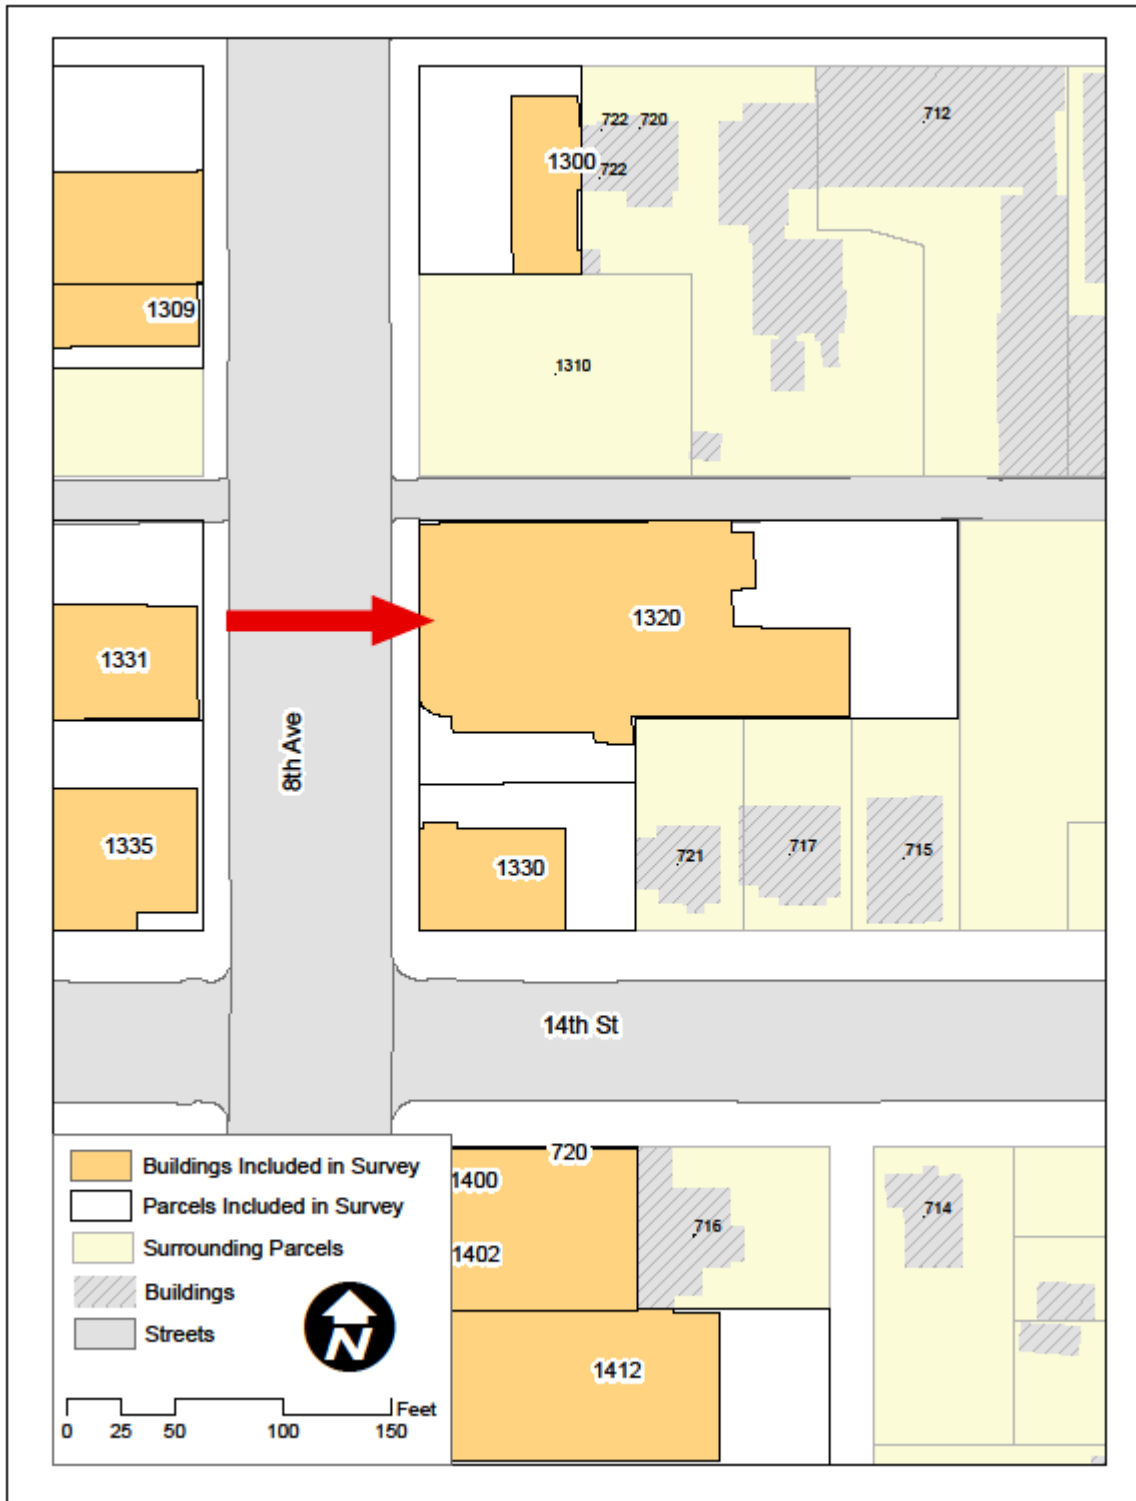 712
722 720
1300
722
1309
1310
1320
1331
8th Ave
1335
1330
721
717
715
14th St
720
1400
716
714
1402
1412
Buildings Included in Survey
Parcels Included in Survey
Surrounding Parcels
Buildings
Streets
N
Feet
0 25 50 100 150